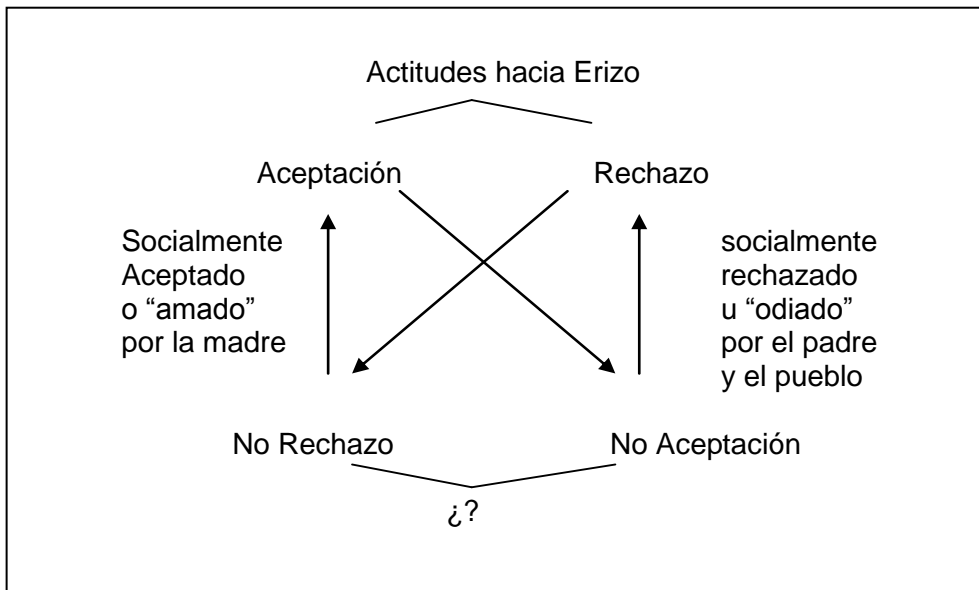 Actitudes hacia Erizo
Aceptación
Rechazo
Socialmente
Aceptado
o “amado”
por la madre
socialmente
rechazado
u “odiado”
por el padre
y el pueblo
No Rechazo
No Aceptación
¿?